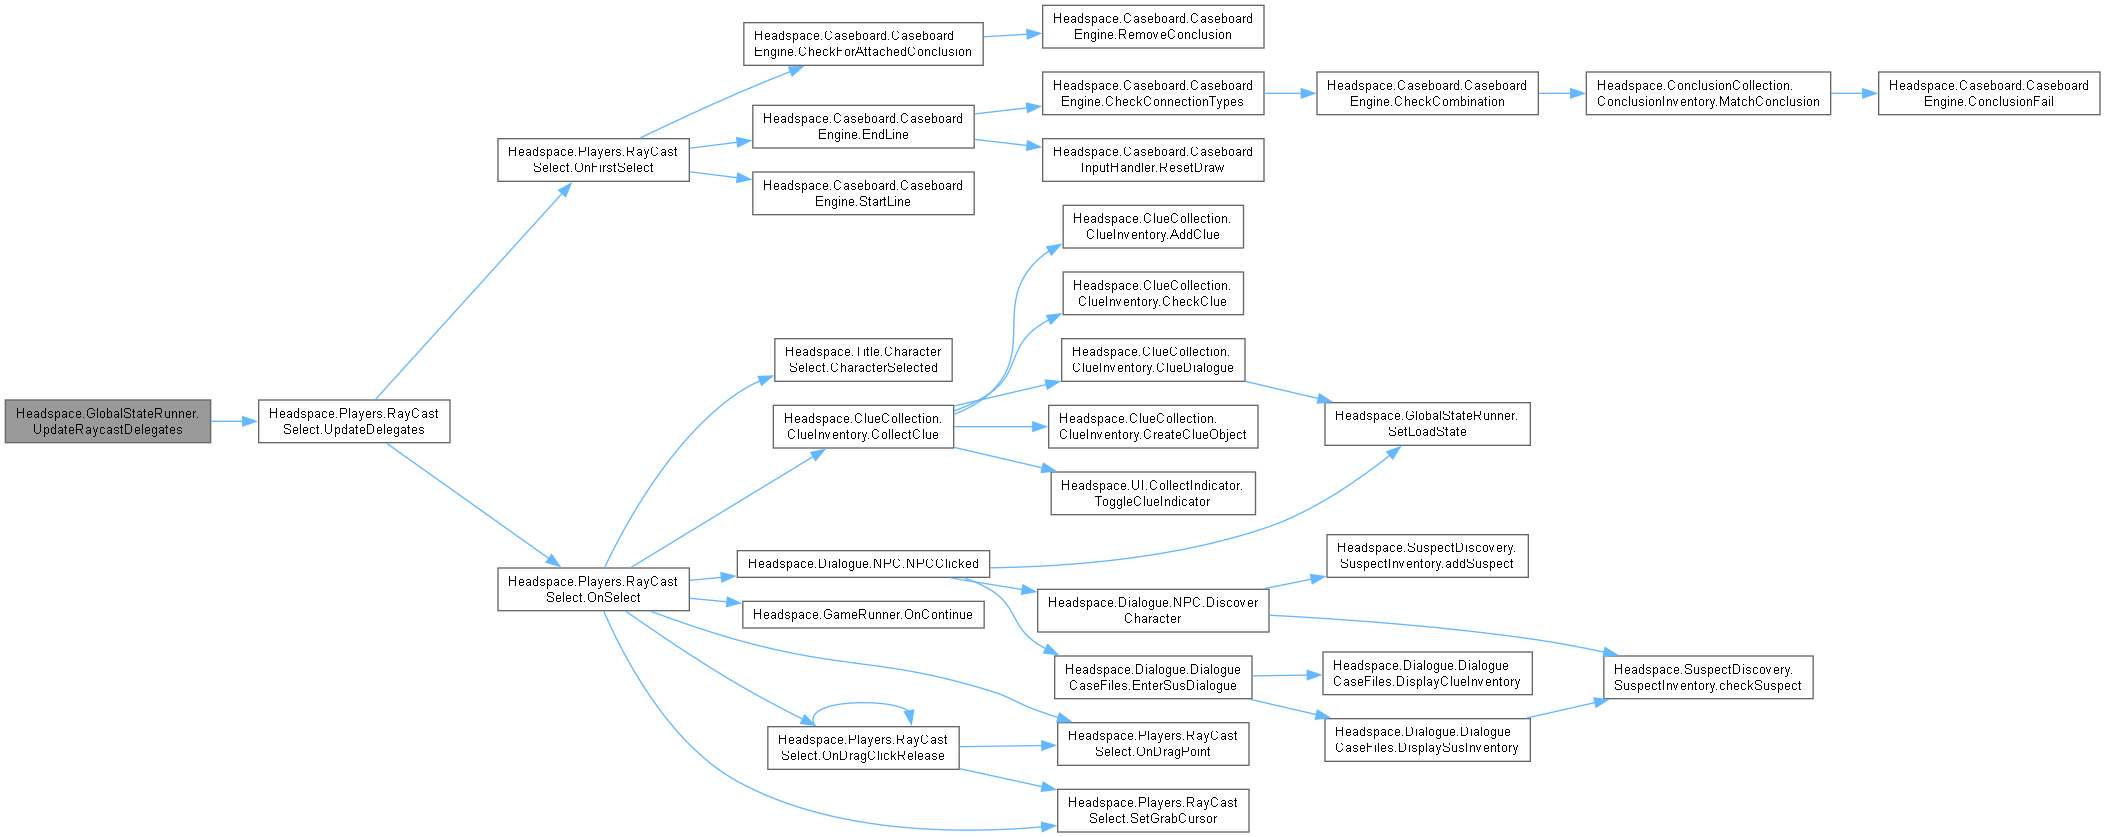 Headspace.GlobalStateRunner.
UpdateRaycastDelegates
Headspace.Players.RayCast
Select.UpdateDelegates
Headspace.Players.RayCast
Select.OnFirstSelect
Headspace.Caseboard.Caseboard
Engine.CheckForAttachedConclusion
Headspace.Caseboard.Caseboard
Engine.RemoveConclusion
Headspace.Caseboard.Caseboard
Engine.EndLine
Headspace.Caseboard.Caseboard
Engine.CheckConnectionTypes
Headspace.Caseboard.Caseboard
Engine.CheckCombination
Headspace.ConclusionCollection.
ConclusionInventory.MatchConclusion
Headspace.Caseboard.Caseboard
Engine.ConclusionFail
Headspace.Caseboard.Caseboard
InputHandler.ResetDraw
Headspace.Caseboard.Caseboard
Engine.StartLine
Headspace.Players.RayCast
Select.OnSelect
Headspace.Title.Character
Select.CharacterSelected
Headspace.ClueCollection.
ClueInventory.CollectClue
Headspace.ClueCollection.
ClueInventory.AddClue
Headspace.ClueCollection.
ClueInventory.CheckClue
Headspace.ClueCollection.
ClueInventory.ClueDialogue
Headspace.GlobalStateRunner.
SetLoadState
Headspace.ClueCollection.
ClueInventory.CreateClueObject
Headspace.UI.CollectIndicator.
ToggleClueIndicator
Headspace.Dialogue.NPC.NPCClicked
Headspace.Dialogue.NPC.Discover
Character
Headspace.SuspectDiscovery.
SuspectInventory.addSuspect
Headspace.SuspectDiscovery.
SuspectInventory.checkSuspect
Headspace.Dialogue.Dialogue
CaseFiles.EnterSusDialogue
Headspace.Dialogue.Dialogue
CaseFiles.DisplayClueInventory
Headspace.Dialogue.Dialogue
CaseFiles.DisplaySusInventory
Headspace.GameRunner.OnContinue
Headspace.Players.RayCast
Select.OnDragClickRelease
Headspace.Players.RayCast
Select.OnDragPoint
Headspace.Players.RayCast
Select.SetGrabCursor